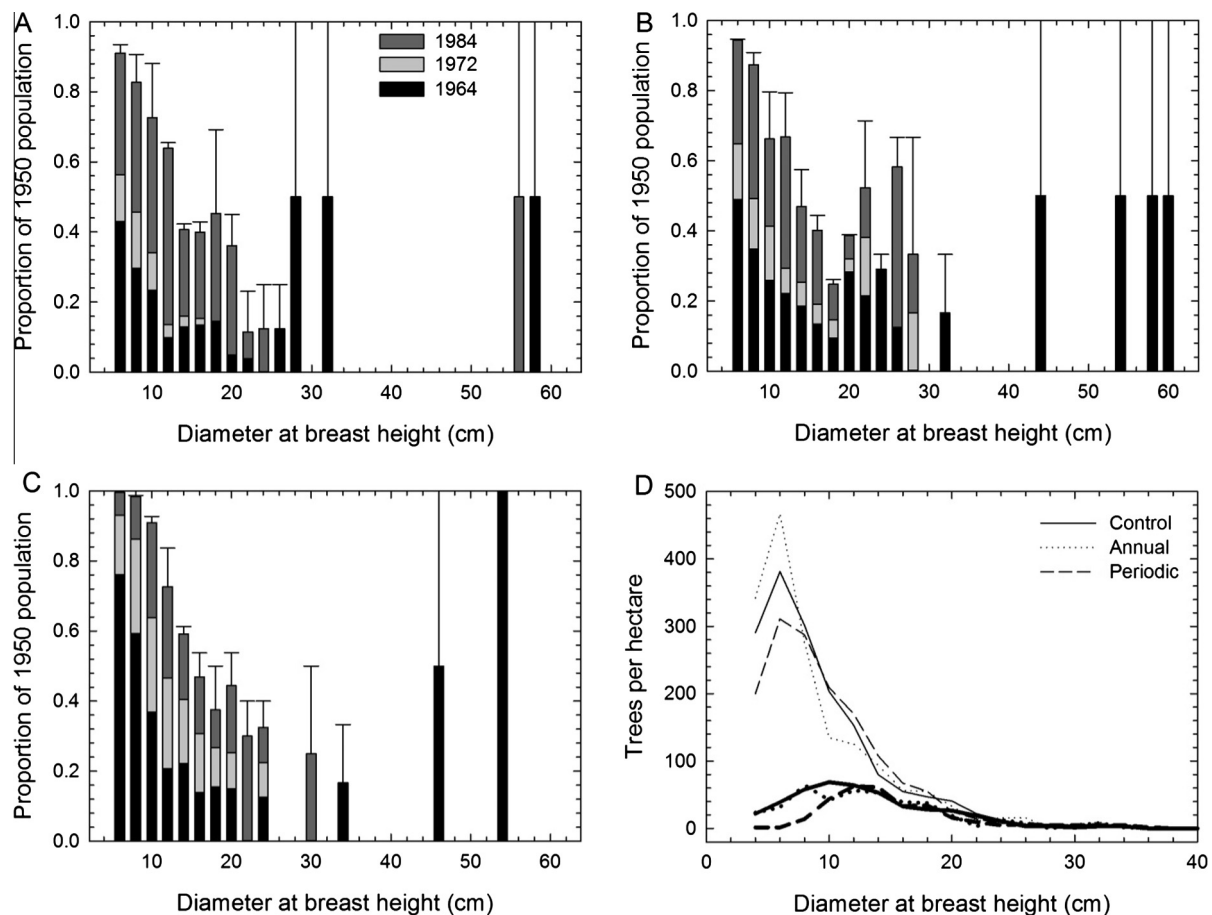 A
1.0
0.8
0.6
0.4
0.2
0.0
Proportion of 1950 population
1984
1972
1964
10 20 30 40 50 60
Diameter at breast height (cm)
B
1.0
0.8
0.6
0.4
0.2
0.0
Proportion of 1950 population
10 20 30 40 50 60
Diameter at breast height (cm)
C
1.0
0.8
0.6
0.4
0.2
0.0
Proportion of 1950 population
10 20 30 40 50 60
Diameter at breast height (cm)
D
500
400
300
200
100
0
Trees per hectare
Control
Annual
Periodic
0 10 20 30 40
Diameter at breast height (cm)